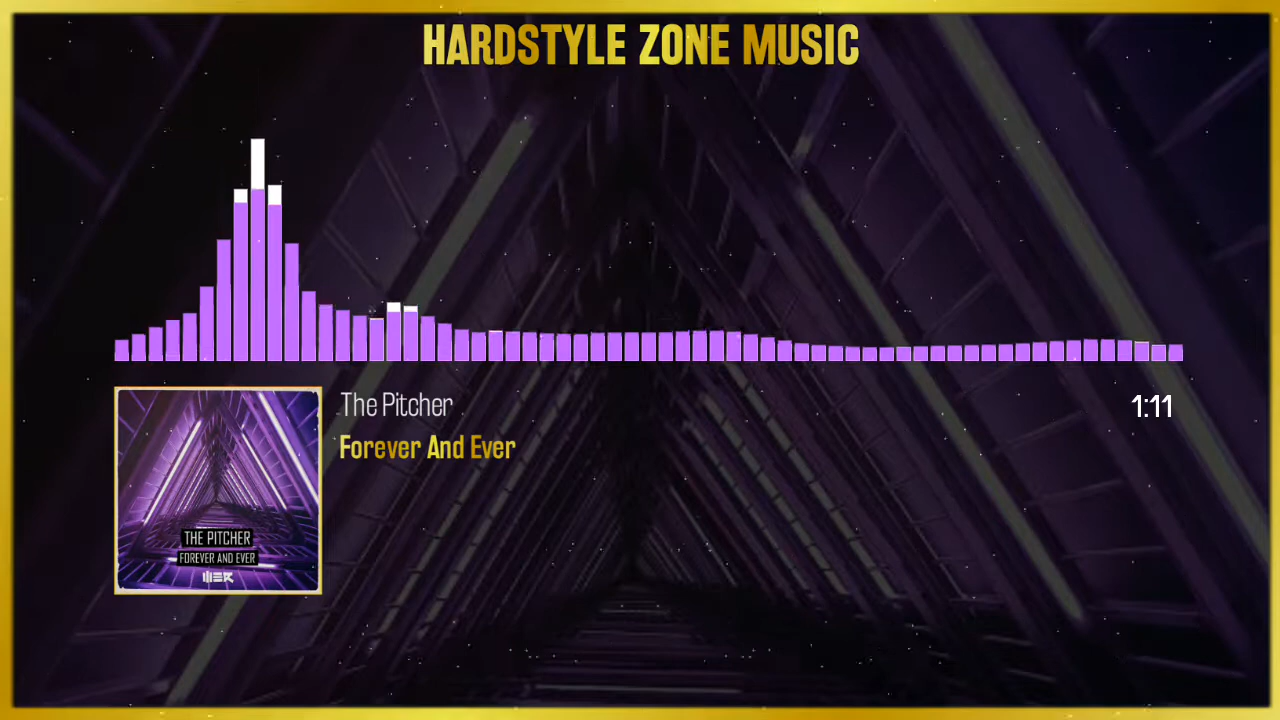 HARDSTYLE ZONE MUSIC
The Pitcher
1:11
Forever And Ever
THE PITCHER
FOREVER AND EVER